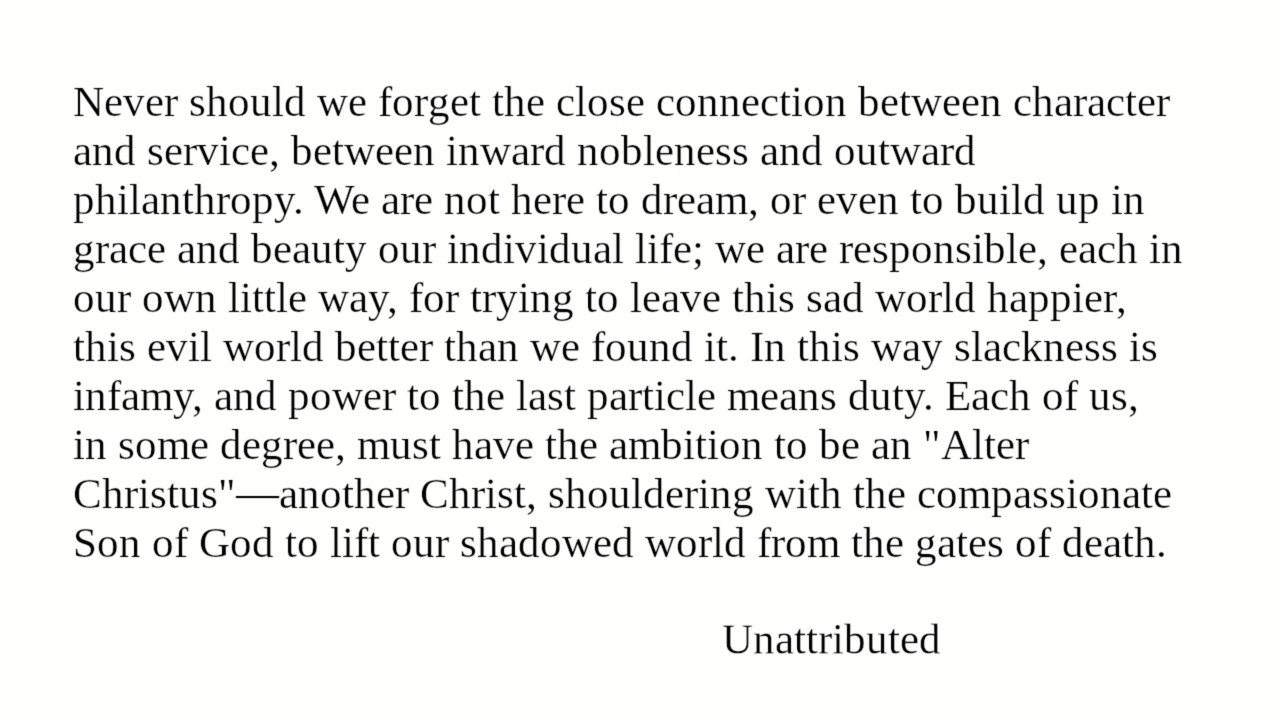 Never should we forget the close connection between character
and service, between inward nobleness and outward
philanthropy. We are not here to dream, or even to build up in
grace and beauty our individual life; we are responsible, each in
our own little way, for trying to leave this sad world happier,
this evil world better than we found it. In this way slackness is
infamy, and power to the last particle means duty. Each of us,
in some degree, must have the ambition to be an "Alter
Christus"—another Christ, shouldering with the compassionate
Son of God to lift our shadowed world from the gates of death.
Unattributed